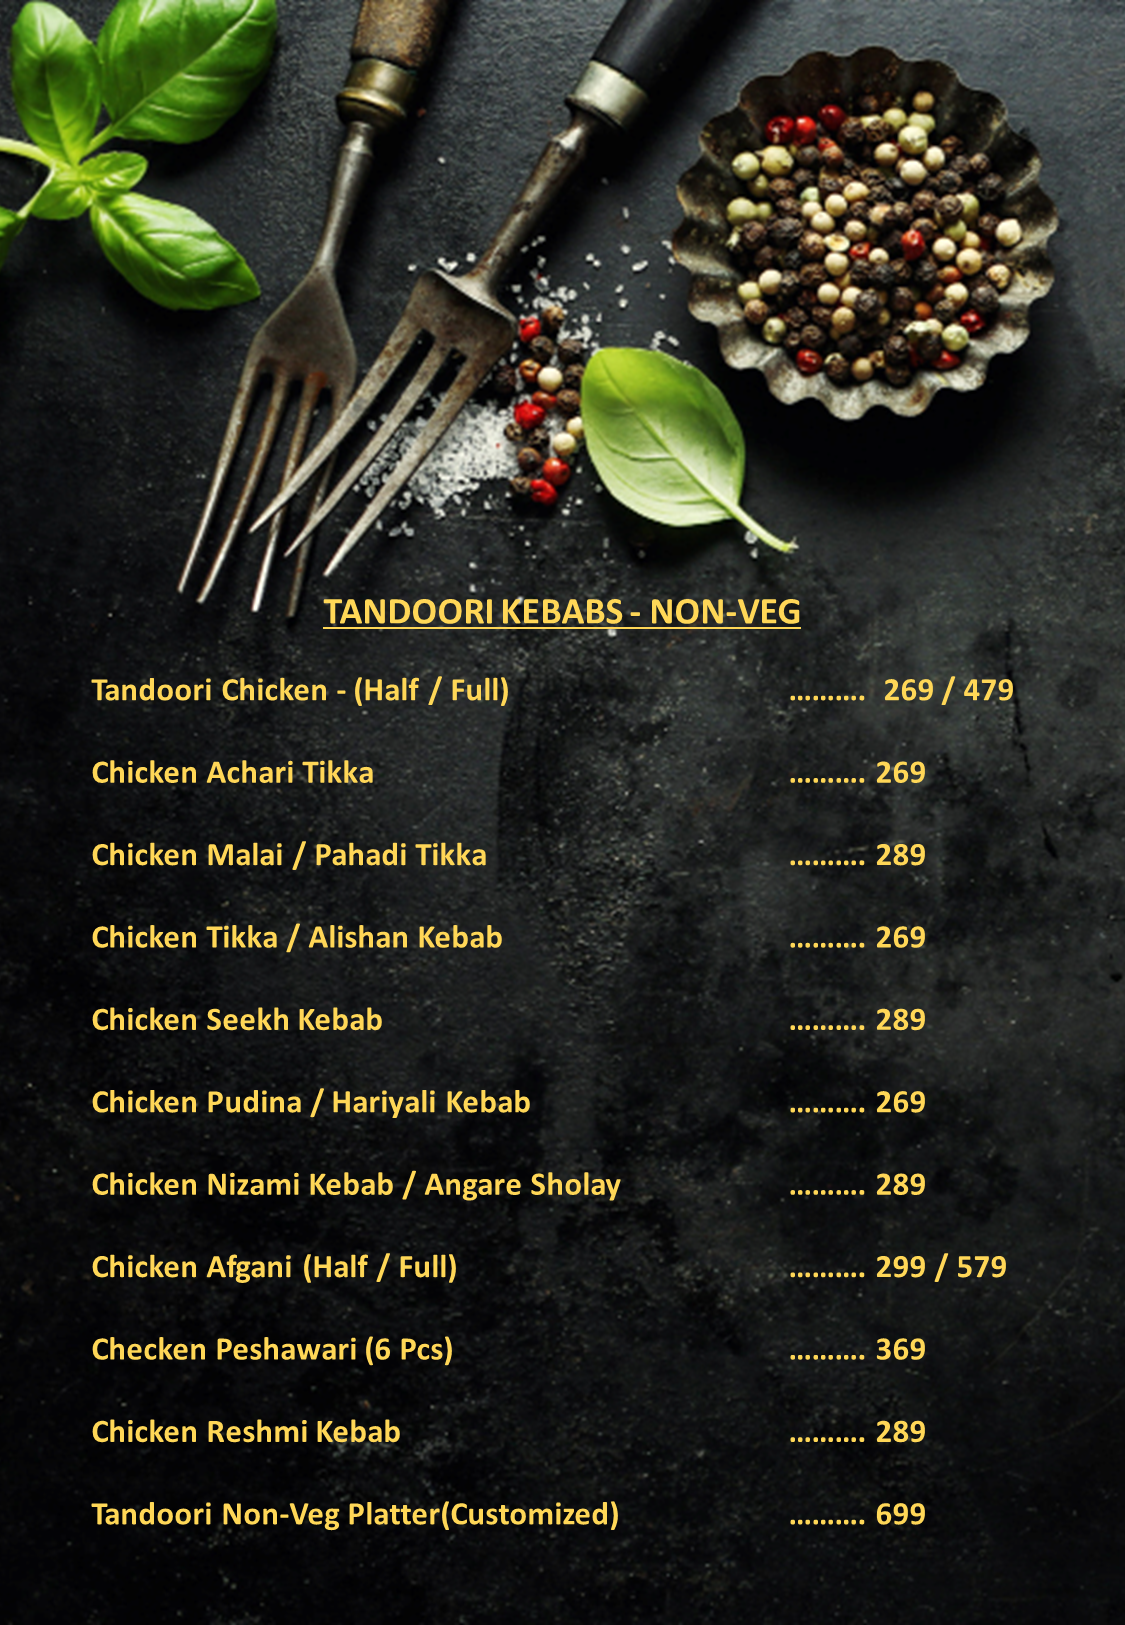 TANDOORI KEBABS - NON-VEG
Tandoori Chicken - (Half / Full) .......... 269 / 479
Chicken Achari Tikka .......... 269
Chicken Malai / Pahadi Tikka .......... 289
Chicken Tikka / Alishan Kebab .......... 269
Chicken Seekh Kebab .......... 289
Chicken Pudina / Hariyali Kebab .......... 269
Chicken Nizami Kebab / Angare Sholay .......... 289
Chicken Afgani (Half / Full) .......... 299 / 579
Checken Peshawari (6 Pcs) .......... 369
Chicken Reshmi Kebab .......... 289
Tandoori Non-Veg Platter(Customized) .......... 699